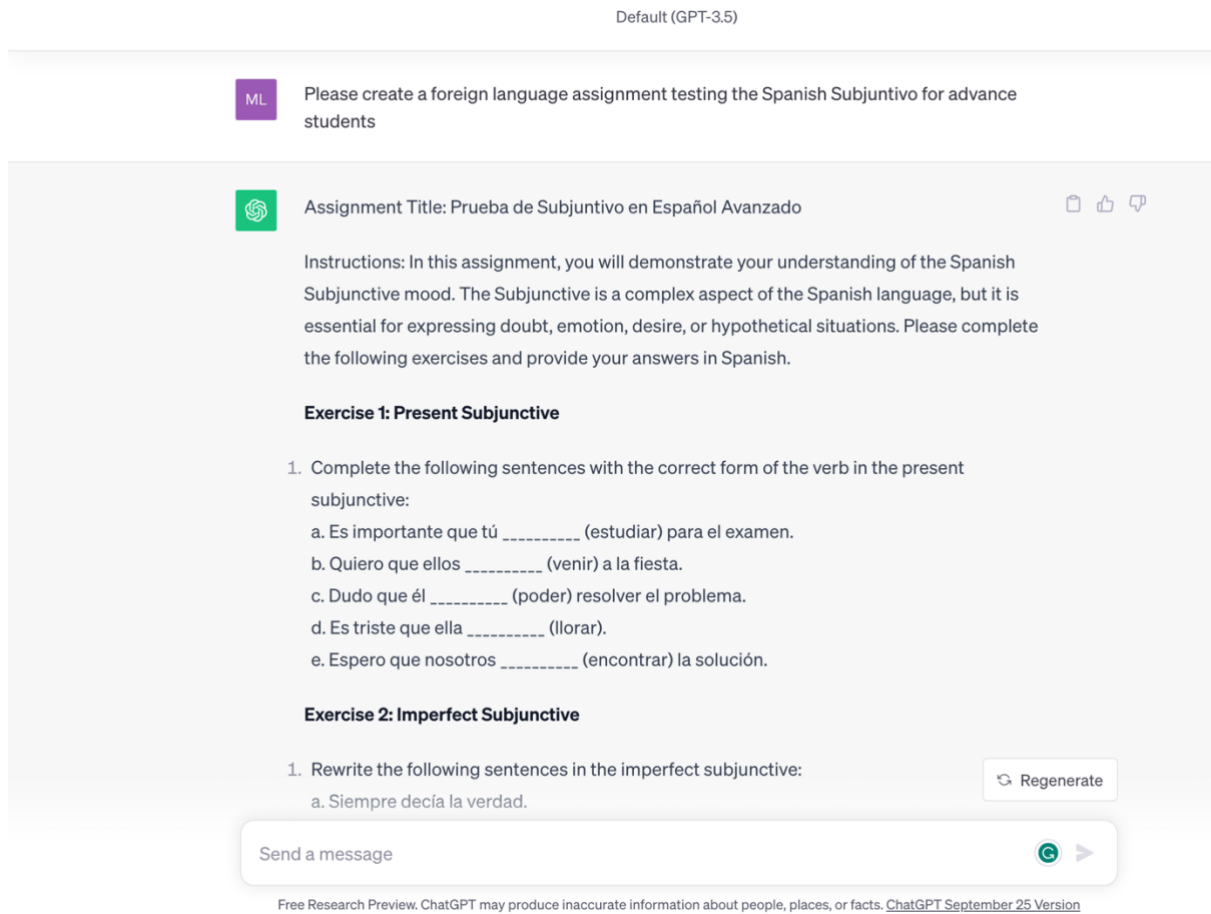 Default (GPT-3.5)
ML
Please create a foreign language assignment testing the Spanish Subjuntivo for advance
students
Assignment Title: Prueba de Subjuntivo en Español Avanzado
Instructions: In this assignment, you will demonstrate your understanding of the Spanish
Subjunctive mood. The Subjunctive is a complex aspect of the Spanish language, but it is
essential for expressing doubt, emotion, desire, or hypothetical situations. Please complete
the following exercises and provide your answers in Spanish.
Exercise 1: Present Subjunctive
1. Complete the following sentences with the correct form of the verb in the present
subjunctive:
a. Es importante que tú __________ (estudiar) para el examen.
b. Quiero que ellos __________ (venir) a la fiesta.
c. Dudo que él __________ (poder) resolver el problema.
d. Es triste que ella __________ (llorar).
e. Espero que nosotros __________ (encontrar) la solución.
Exercise 2: Imperfect Subjunctive
1. Rewrite the following sentences in the imperfect subjunctive:
a. Siempre decía la verdad.
Regenerate
Send a message
Free Research Preview. ChatGPT may produce inaccurate information about people, places, or facts. ChatGPT September 25 Version